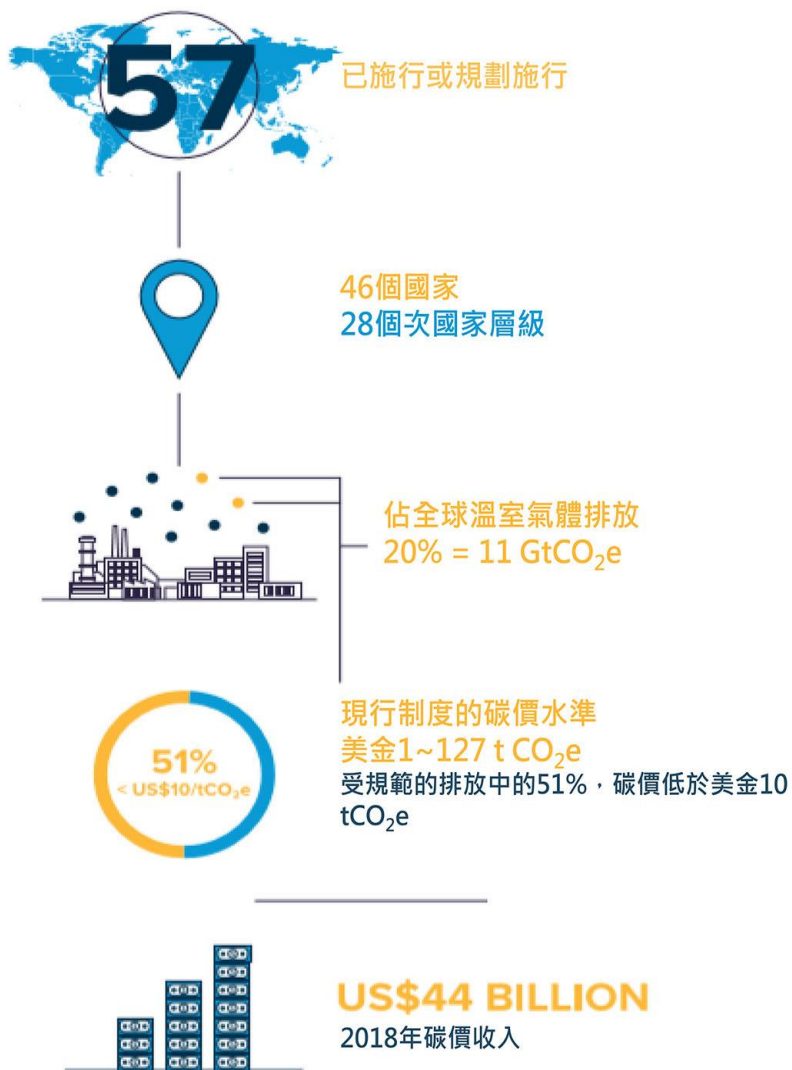 57
已施行或規劃施行
46個國家
28個次國家層級
佔全球溫室氣體排放
20% = 11 GtCO₂e
現行制度的碳價水準
美金1~127 t CO₂e
51%
< US$10/tCO₂e
受規範的排放中的51%，碳價低於美金10
tCO₂e
US$44 BILLION
2018年碳價收入